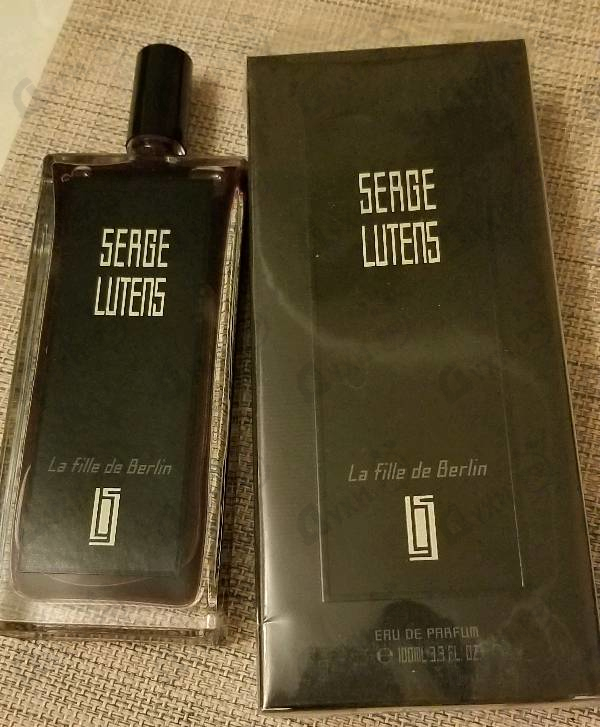 SERGE
LUTENS
La fille de Berlin
SERGE
LUTENS
La fille de Berlin
EAU DE PARFUM
℮ 100ML 3.3 FL. OZ.